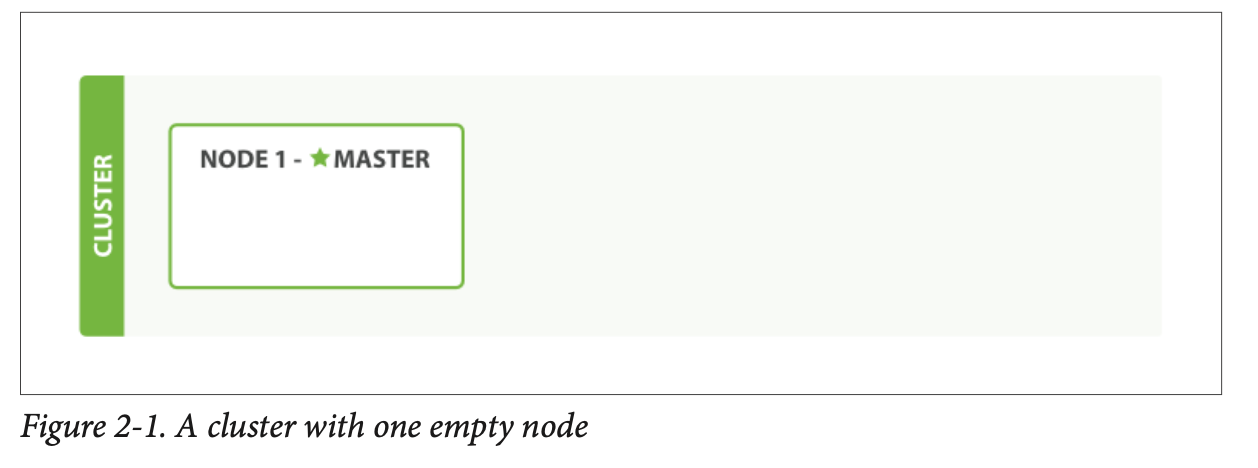 CLUSTER
NODE 1 - ★ MASTER
Figure 2-1. A cluster with one empty node